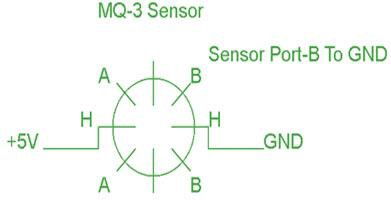 MQ-3 Sensor
Sensor Port-B To GND
A B
H H
+5V GND
A B